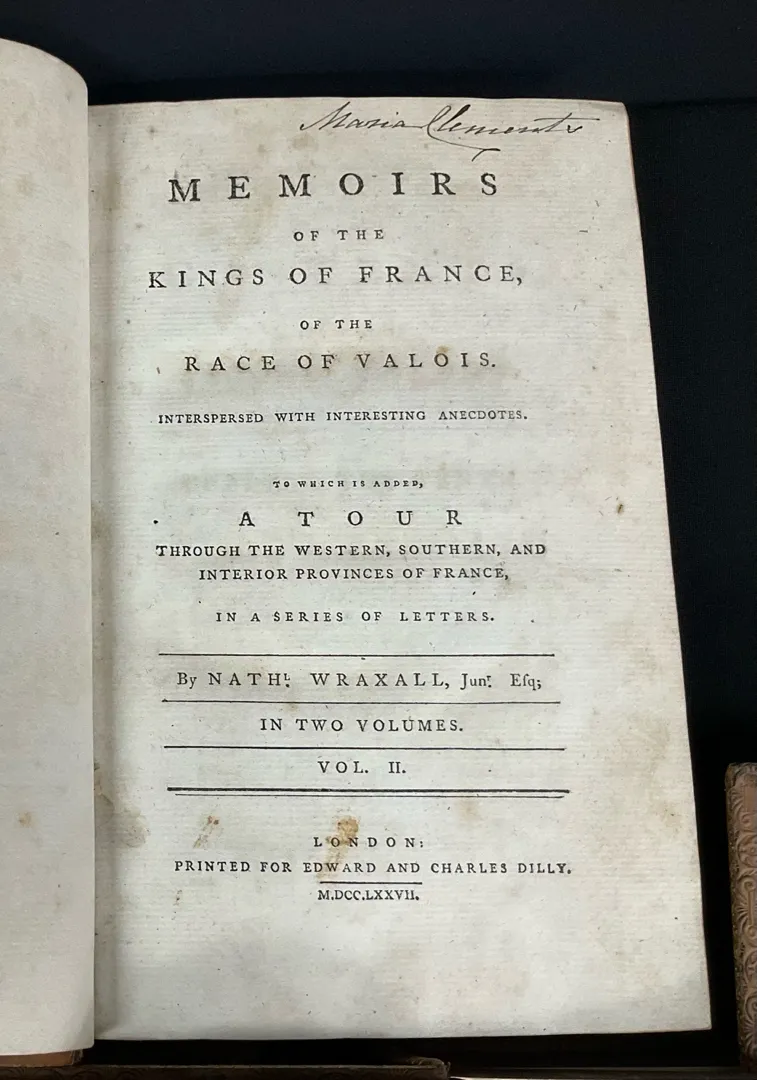 Maria Clements
MEMOIRS
OF THE
KINGS OF FRANCE,
OF THE
RACE OF VALOIS.
INTERSPERSED WITH INTERESTING ANECDOTES.
TO WHICH IS ADDED,
A TOUR
THROUGH THE WESTERN, SOUTHERN, AND
INTERIOR PROVINCES OF FRANCE,
IN A SERIES OF LETTERS.
By NATHL. WRAXALL, Junr. Esq;
IN TWO VOLUMES.
VOL. II.
LONDON:
PRINTED FOR EDWARD AND CHARLES DILLY.
M.DCC.LXXVII.